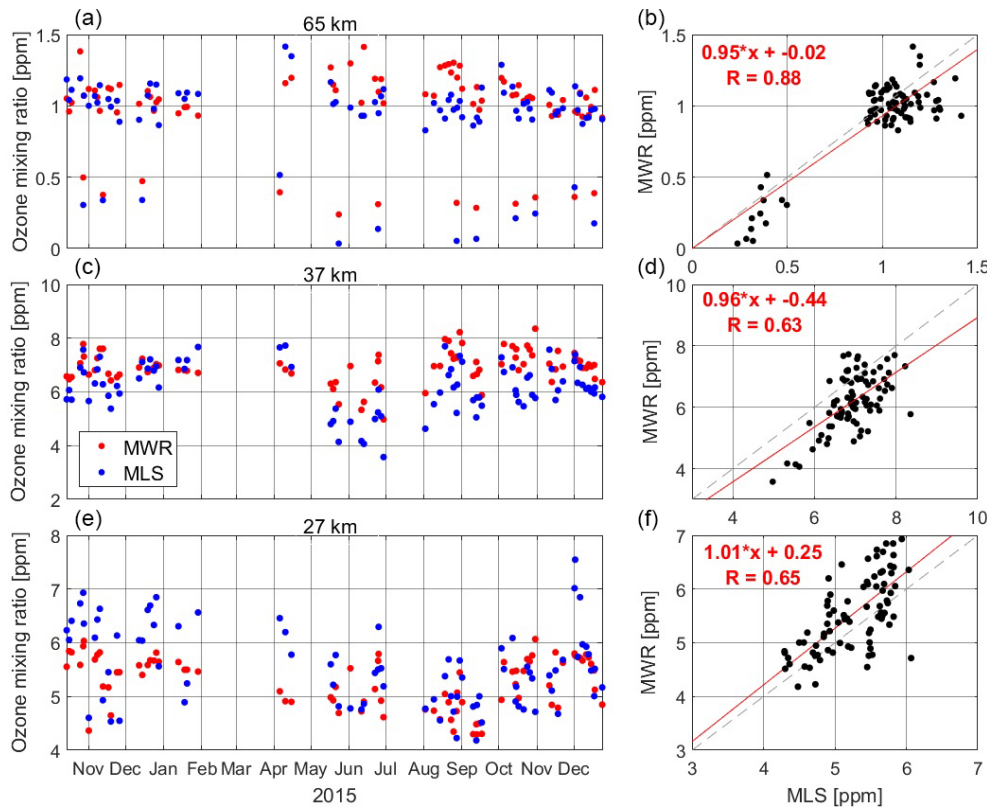 (a)
65 km
(b)
Ozone mixing ratio [ppm]
1.5
1
0.5
0
MWR [ppm]
1.5
1
0.5
0
0.95*x + -0.02
R = 0.88
0
0.5
1
1.5
(c)
37 km
(d)
Ozone mixing ratio [ppm]
10
8
6
4
2
MWR
MLS
MWR [ppm]
10
8
6
4
0.96*x + -0.44
R = 0.63
4
6
8
10
(e)
27 km
(f)
Ozone mixing ratio [ppm]
8
7
6
5
4
Nov Dec Jan Feb Mar Apr May Jun Jul Aug Sep Oct Nov Dec
2015
MWR [ppm]
7
6
5
4
3
1.01*x + 0.25
R = 0.65
3
4
5
6
7
MLS [ppm]